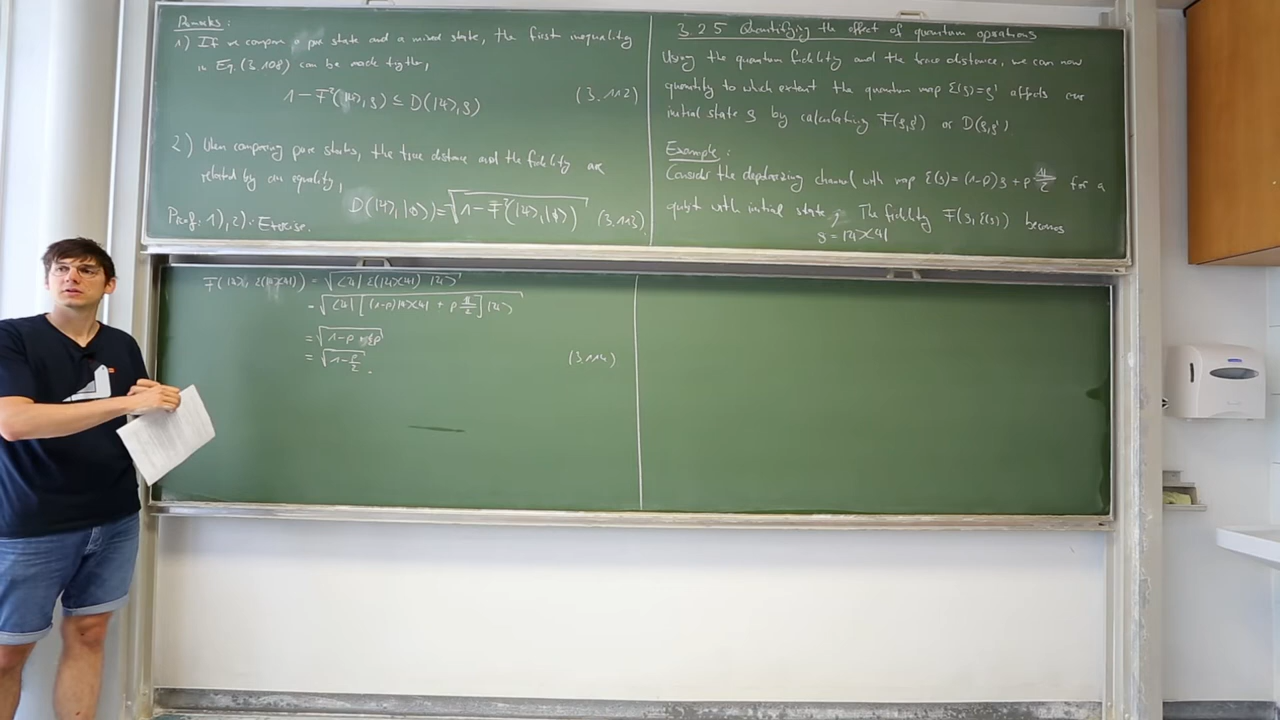 Remarks:
1) If we compare a pure state and a mixed state, the first inequality
in Eq. (3.108) can be made tighter,
1-F²(|ψ⟩,ρ) ≤ D(|ψ⟩,ρ) (3.112)
2) When comparing pure states, the trace distance and the fidelity are
related by an equality,
D(|ψ⟩,|φ⟩)=√(1-F²(|ψ⟩,|φ⟩)) (3.113)
Proof: 1),2): Exercise.
3.2.5 Quantifying the effect of quantum operations
Using the quantum fidelity and the trace distance, we can now
quantify to which extent the quantum map ε(ρ)=ρ' affects our
initial state ρ by calculating F(ρ,ρ') or D(ρ,ρ')
Example:
Consider the depolarizing channel with map ε(ρ)=(1-p)ρ+p 𝟙/2 for a
qubit with initial state ρ=|ψ⟩⟨ψ|. The fidelity F(ρ,ε(ρ)) becomes
F(|ψ⟩, ε(|ψ⟩⟨ψ|)) = √(⟨ψ| ε(|ψ⟩⟨ψ|) |ψ⟩)
= √(⟨ψ| [(1-p)|ψ⟩⟨ψ| + p 𝟙/2] |ψ⟩)
= √(1-p+½p)
= √(1-p/2). (3.114)